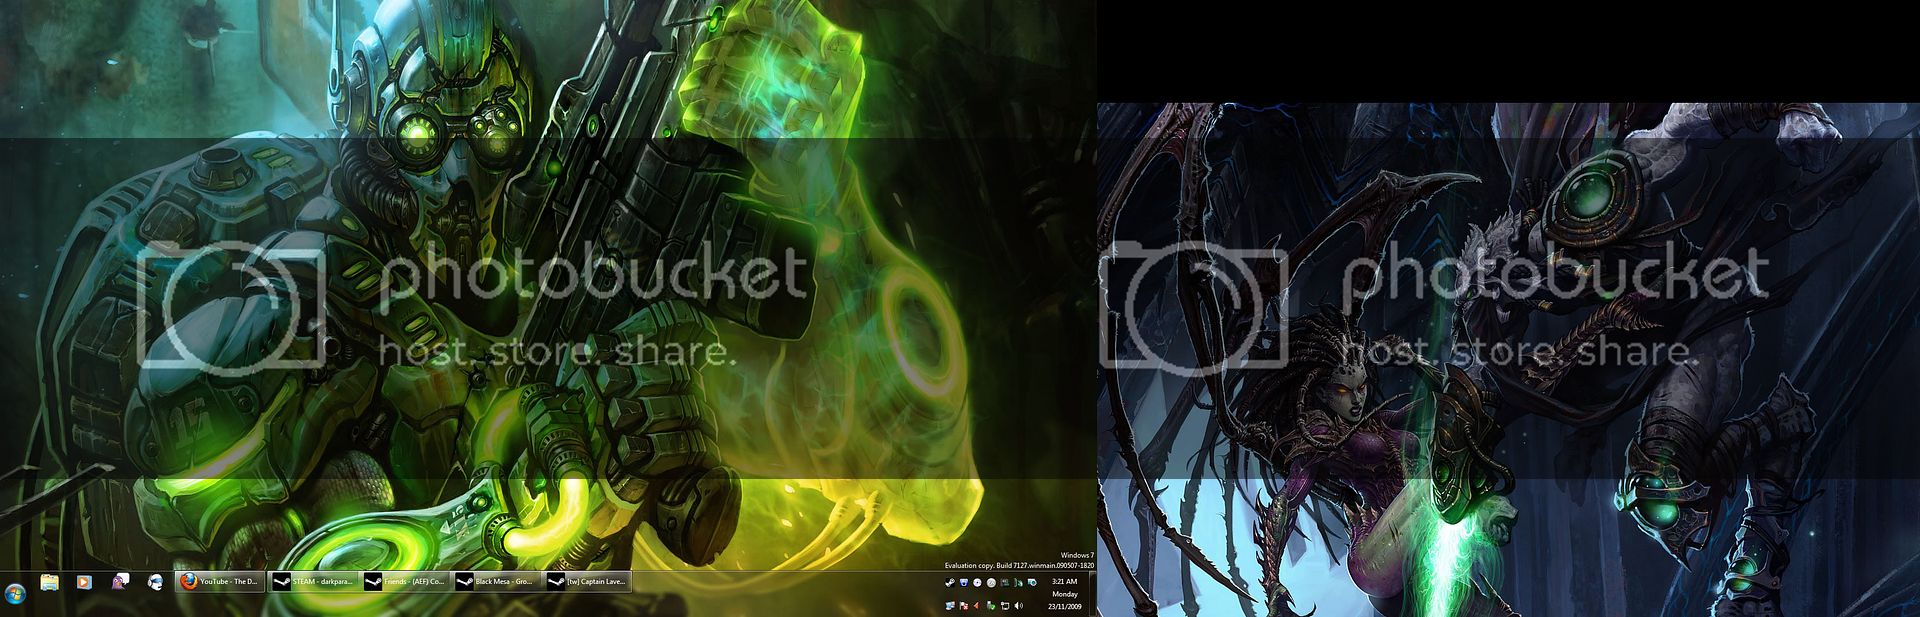 photobucket
host. store. share.
photobucket
host. store. share.
15
Windows 7
Evaluation copy. Build 7127.winmain.090507-1820
YouTube - The D...
STEAM - darkpara...
Friends - [AEF] Co...
Black Mesa - Gro...
[tw] Captain Lave...
3:21 AM
Monday
23/11/2009